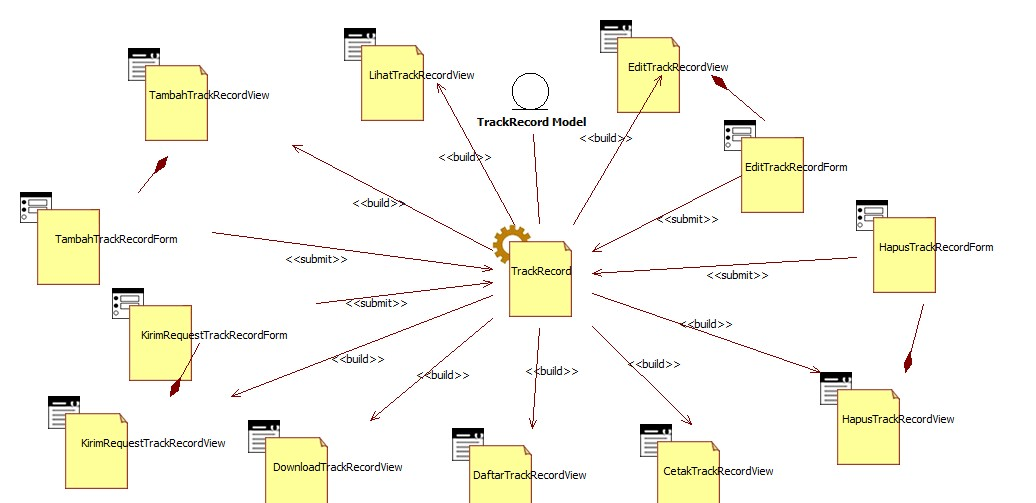 EditTrackRecordView
LihatTrackRecordView
TambahTrackRecordView
TrackRecord Model
<<build>>
<<build>>
EditTrackRecordForm
<<build>>
<<submit>>
TambahTrackRecordForm
HapusTrackRecordForm
<<submit>>
TrackRecord
<<submit>>
<<submit>>
<<build>>
KirimRequestTrackRecordForm
<<build>>
<<build>>
<<build>>
<<build>>
HapusTrackRecordView
KirimRequestTrackRecordView
DownloadTrackRecordView
DaftarTrackRecordView
CetakTrackRecordView